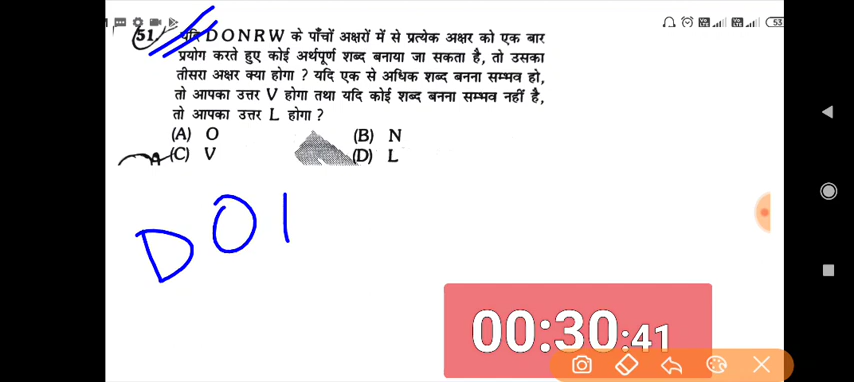 53
51. यदि D O N R W के पाँचों अक्षरों में से प्रत्येक अक्षर को एक बार
प्रयोग करते हुए कोई अर्थपूर्ण शब्द बनाया जा सकता है, तो उसका
तीसरा अक्षर क्या होगा ? यदि एक से अधिक शब्द बनना सम्भव हो,
तो आपका उत्तर V होगा तथा यदि कोई शब्द बनना सम्भव नहीं है,
तो आपका उत्तर L होगा ?
(A) O (B) N
(C) V (D) L
D O
00:30:41